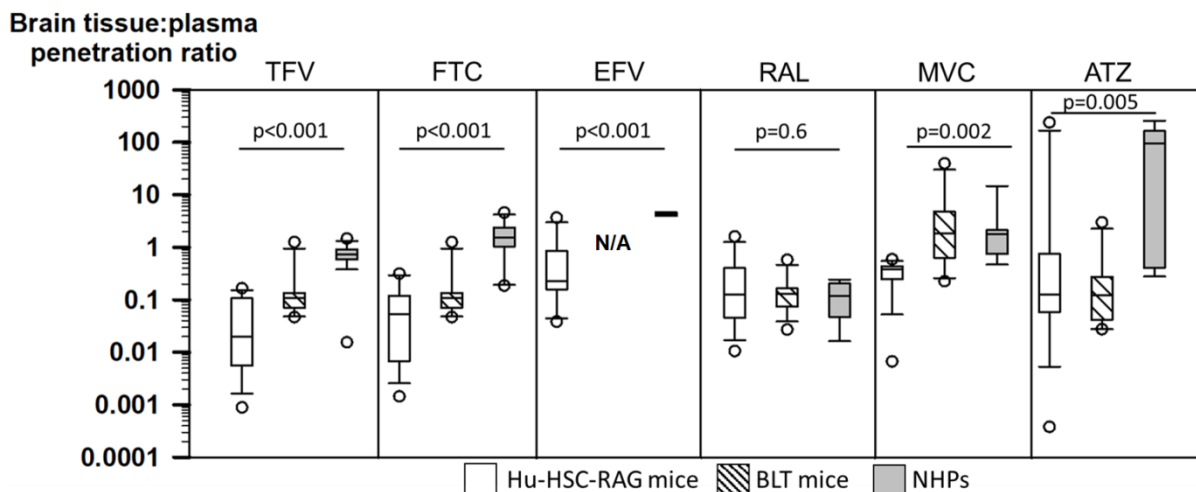 Brain tissue:plasma
penetration ratio
TFV FTC EFV RAL MVC ATZ
1000
p=0.005
100
p<0.001 p<0.001 p<0.001 p=0.6 p=0.002
10
N/A
1
0.1
0.01
0.001
0.0001
Hu-HSC-RAG mice BLT mice NHPs